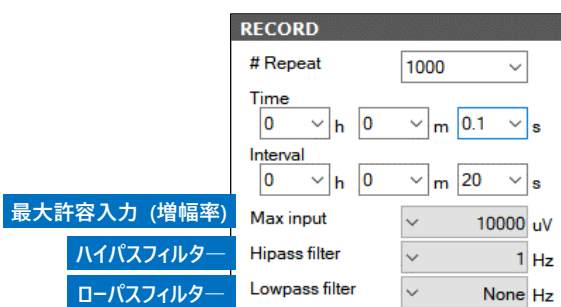 RECORD
# Repeat 1000
Time
0 h 0 m 0.1 s
Interval
0 h 0 m 20 s
最大許容入力 (増幅率) Max input 10000 uV
ハイパスフィルタ― Hipass filter 1 Hz
ローパスフィルタ― Lowpass filter None Hz